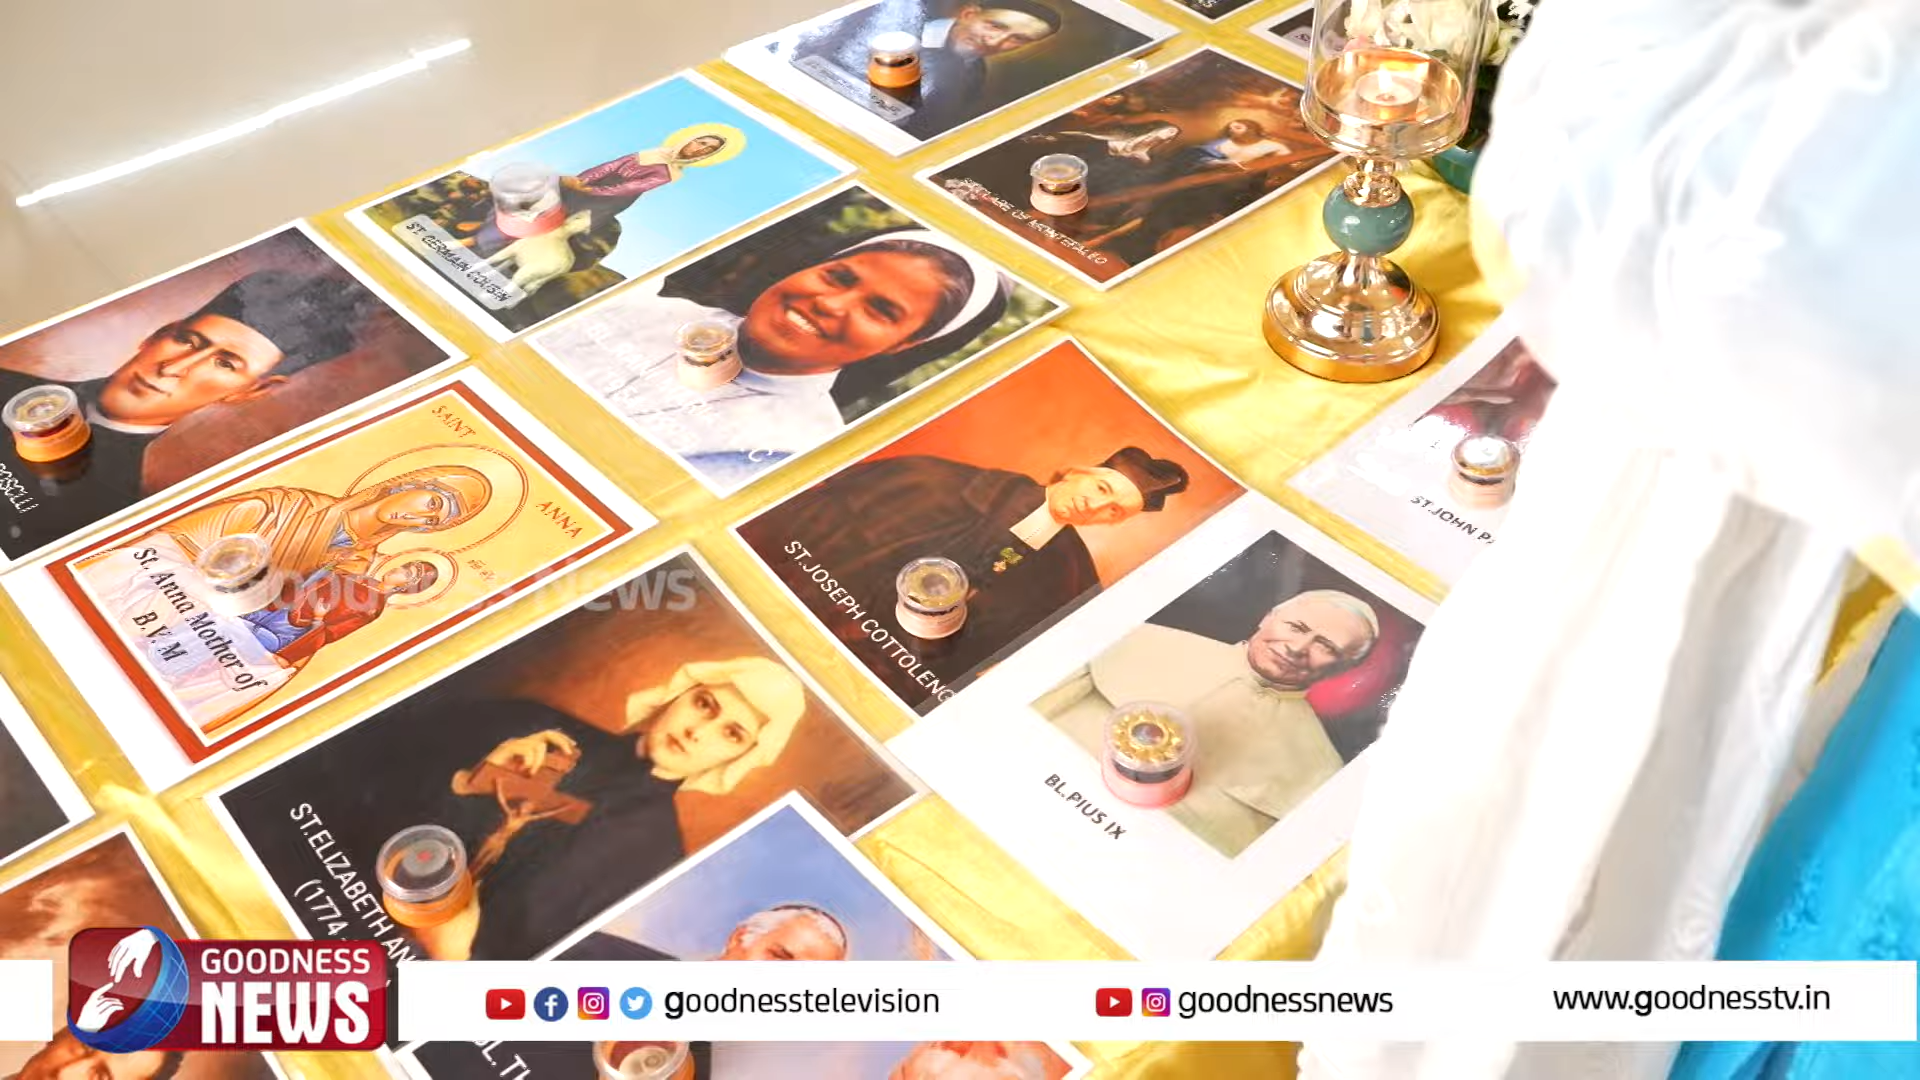 ST. GERMAIN COUSIN
SAINT
ANNA
St. Anna Mother of
B.V.M
ST.JOSEPH COTTOLENG
ST.JOHN PA
BL.PIUS IX
ST.ELIZABETH AN
(1774
GOODNESS
NEWS
goodnesstelevision
goodnessnews
www.goodnesstv.in